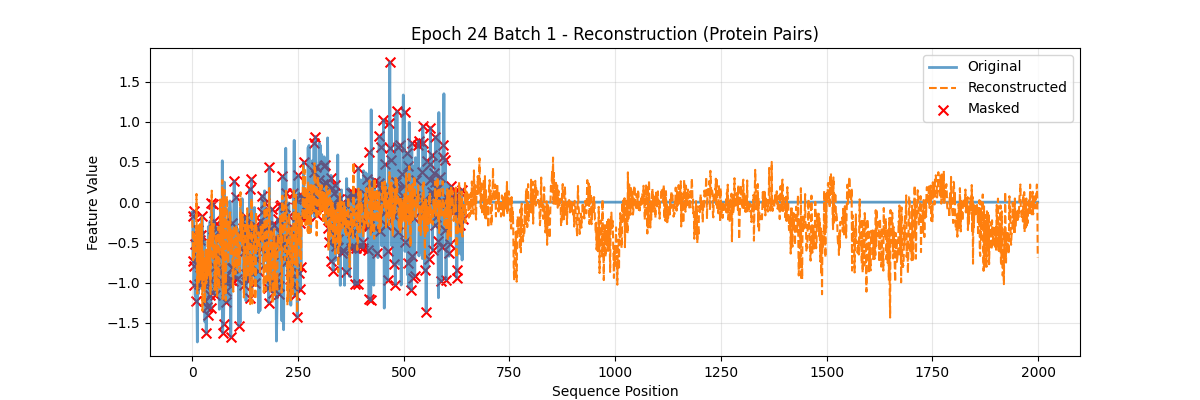 Epoch 24 Batch 1 - Reconstruction (Protein Pairs)
Original
Reconstructed
Masked
1.5
1.0
0.5
0.0
−0.5
−1.0
−1.5
Feature Value
0 250 500 750 1000 1250 1500 1750 2000
Sequence Position